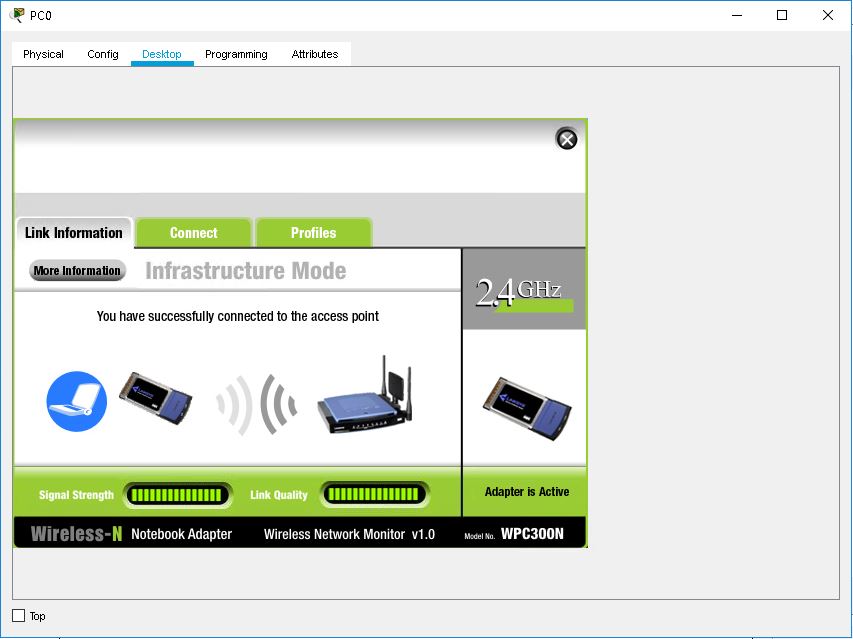 PC0
Physical Config Desktop Programming Attributes
Link Information Connect Profiles
More Information Infrastructure Mode
2.4GHz
You have successfully connected to the access point
Signal Strength Link Quality Adapter is Active
Wireless-N Notebook Adapter Wireless Network Monitor v1.0 Model No. WPC300N
Top